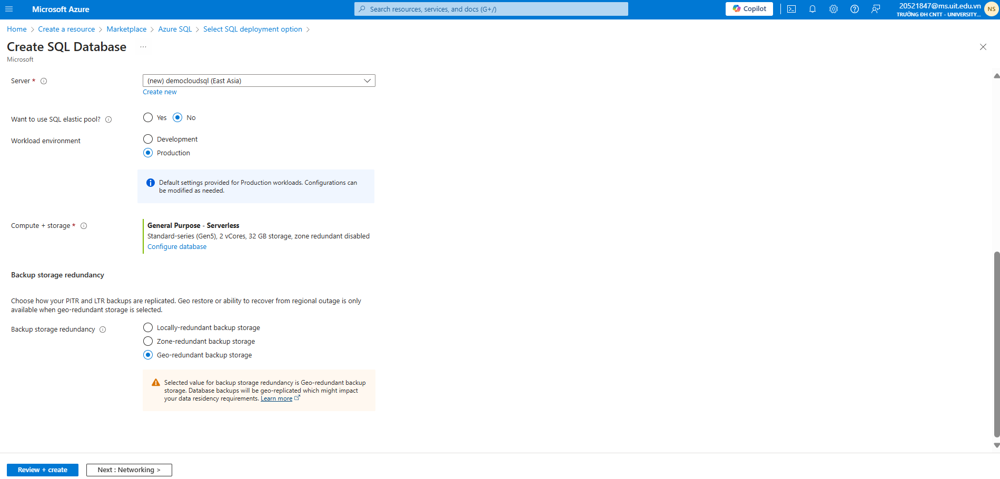 Microsoft Azure
Search resources, services, and docs (G+/)
Copilot
20521847@ms.uit.edu.vn
TRƯỜNG ĐH CNTT - UNIVERSITY...
NS
Home > Create a resource > Marketplace > Azure SQL > Select SQL deployment option >
Create SQL Database ...
Microsoft
Server *
(new) democloudsql (East Asia)
Create new
Want to use SQL elastic pool?
Yes
No
Workload environment
Development
Production
Default settings provided for Production workloads. Configurations can
be modified as needed.
Compute + storage *
General Purpose - Serverless
Standard-series (Gen5), 2 vCores, 32 GB storage, zone redundant disabled
Configure database
Backup storage redundancy
Choose how your PITR and LTR backups are replicated. Geo restore or ability to recover from regional outage is only
available when geo-redundant storage is selected.
Backup storage redundancy
Locally-redundant backup storage
Zone-redundant backup storage
Geo-redundant backup storage
Selected value for backup storage redundancy is Geo-redundant backup
storage. Database backups will be geo-replicated which might impact
your data residency requirements. Learn more
Review + create
Next : Networking >